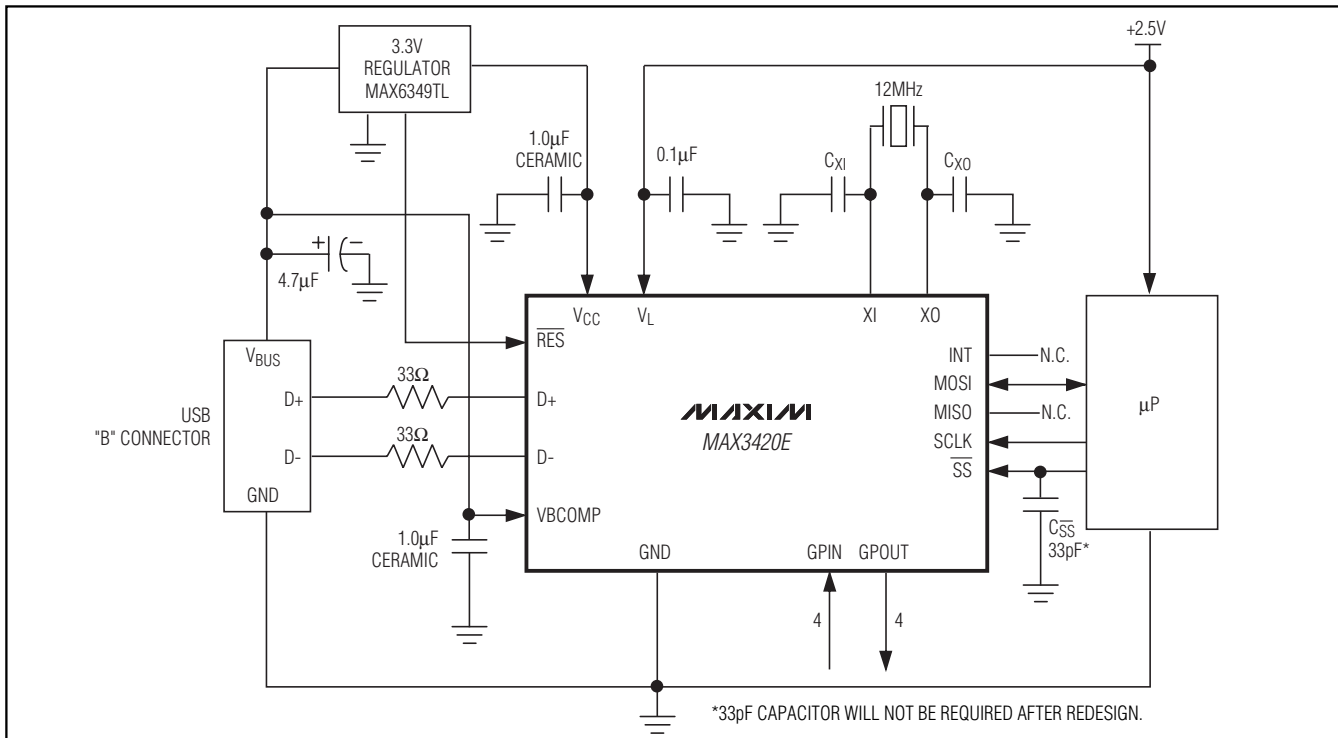 +2.5V
3.3V
REGULATOR
MAX6349TL
12MHz
1.0µF
CERAMIC
0.1µF
CXI
CXO
+ -
4.7µF
VCC
VL
XI
XO
RES
VBUS
INT
N.C.
33Ω
D+
D+
MOSI
µP
USB
"B" CONNECTOR
MAXIM
MAX3420E
MISO
N.C.
33Ω
SCLK
D-
D-
SS
GND
VBCOMP
CSS
33pF*
1.0µF
CERAMIC
GND
GPIN
GPOUT
4
4
*33pF CAPACITOR WILL NOT BE REQUIRED AFTER REDESIGN.